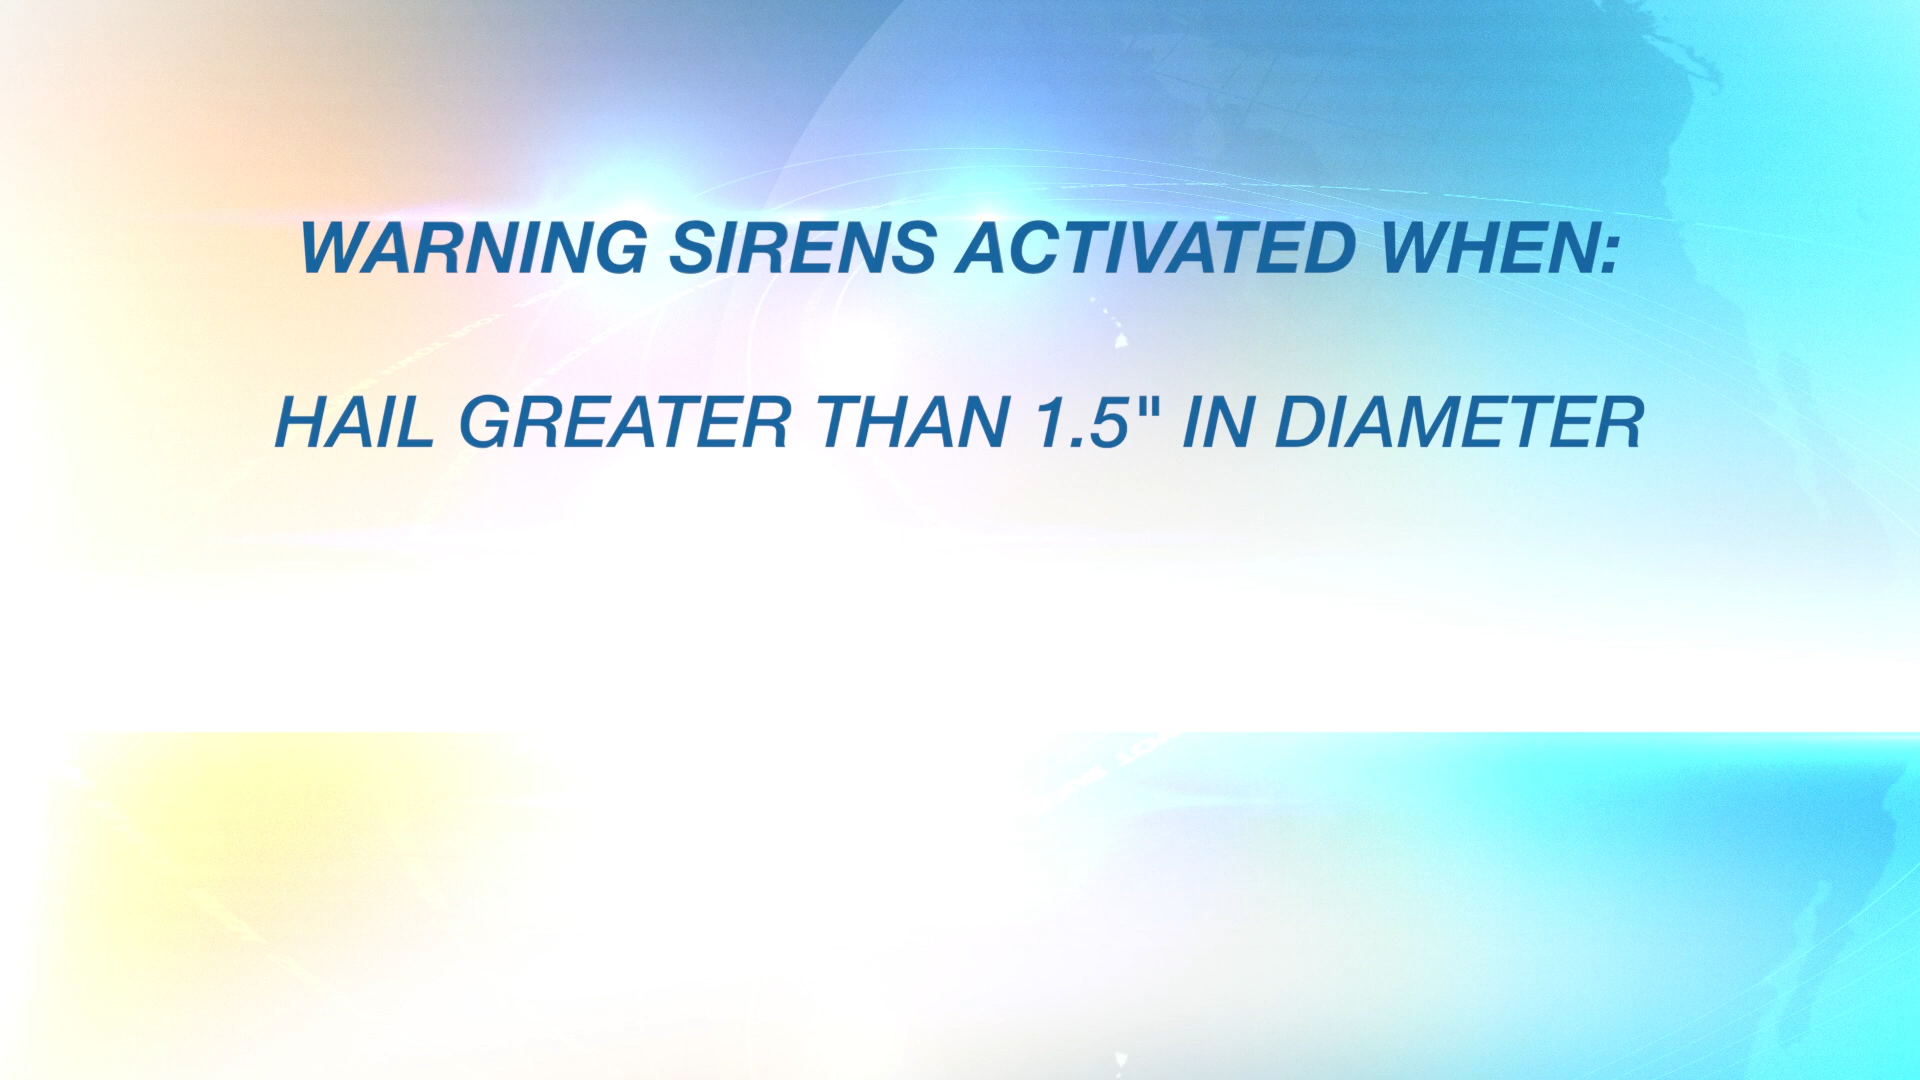 WARNING SIRENS ACTIVATED WHEN:
HAIL GREATER THAN 1.5" IN DIAMETER